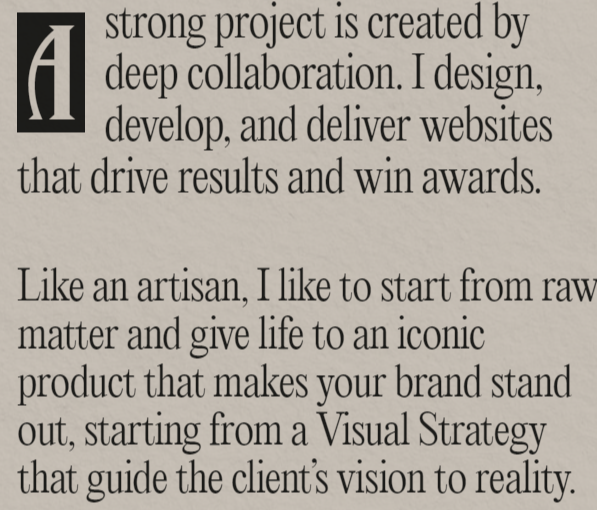 A strong project is created by
deep collaboration. I design,
develop, and deliver websites
that drive results and win awards.
Like an artisan, I like to start from raw
matter and give life to an iconic
product that makes your brand stand
out, starting from a Visual Strategy
that guide the client’s vision to reality.